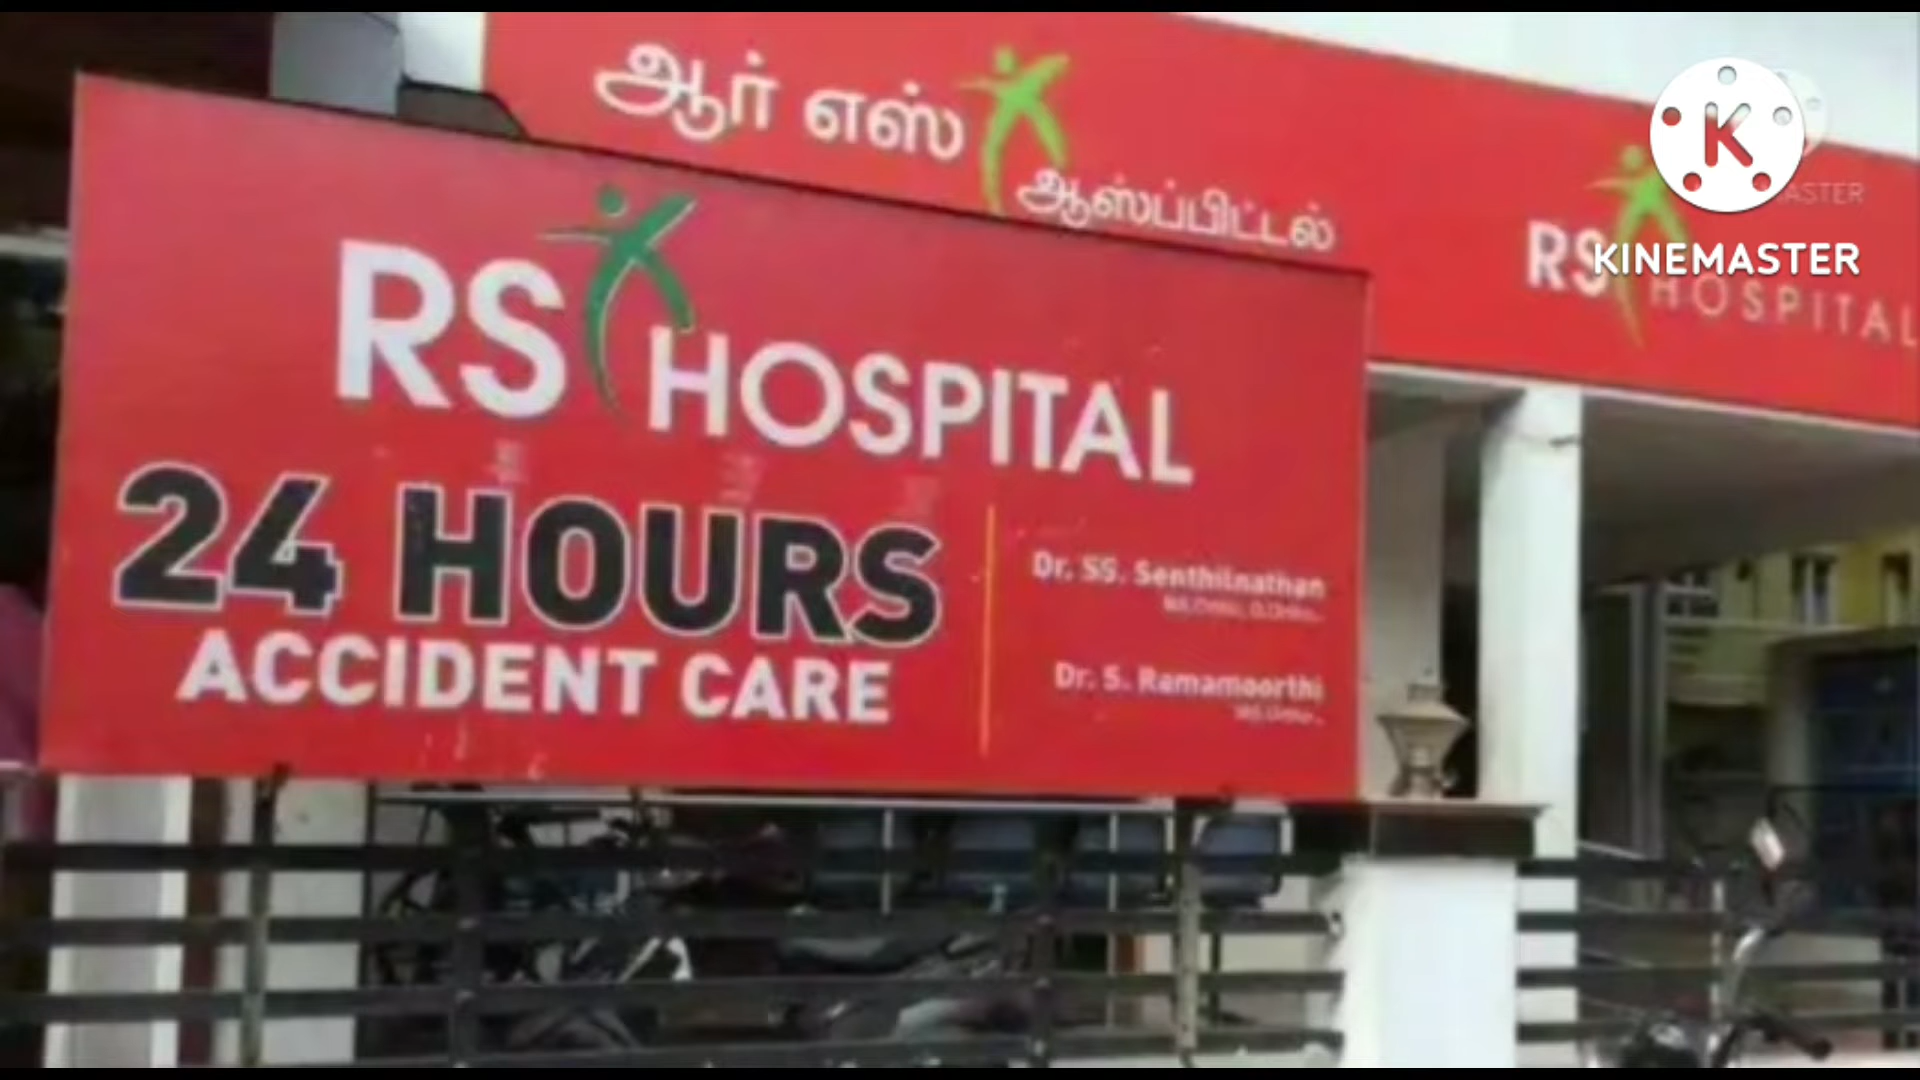 ஆர் எஸ்
ஆஸ்பிட்டல்
RS HOSPITAL
KINEMASTER
RS HOSPITAL
24 HOURS
ACCIDENT CARE
Dr. SS. Senthilnathan
Dr. S. Ramamoorthi